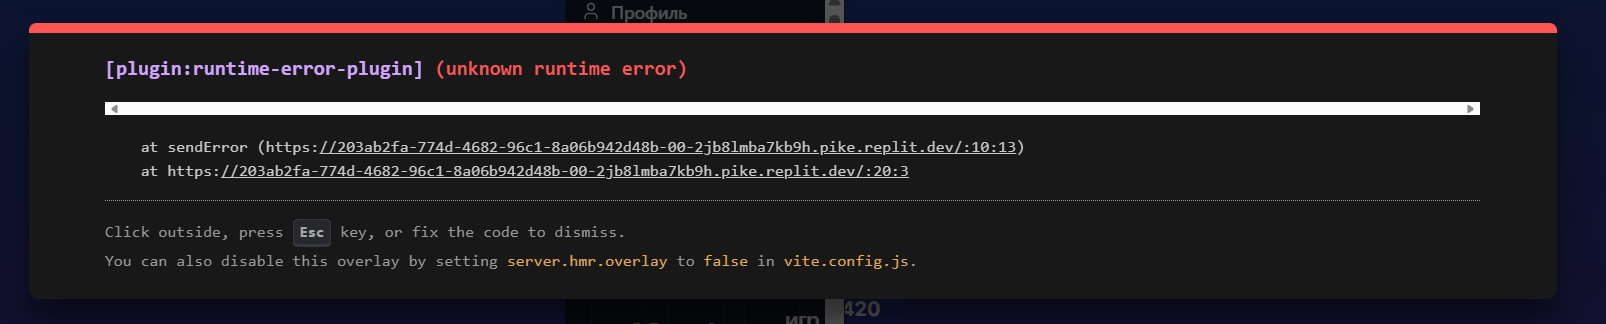 Профиль
[plugin:runtime-error-plugin] (unknown runtime error)
at sendError (https://203ab2fa-774d-4682-96c1-8a06b942d48b-00-2jb8lmba7kb9h.pike.replit.dev/:10:13)
at https://203ab2fa-774d-4682-96c1-8a06b942d48b-00-2jb8lmba7kb9h.pike.replit.dev/:20:3
Click outside, press Esc key, or fix the code to dismiss.
You can also disable this overlay by setting server.hmr.overlay to false in vite.config.js.
420
игр